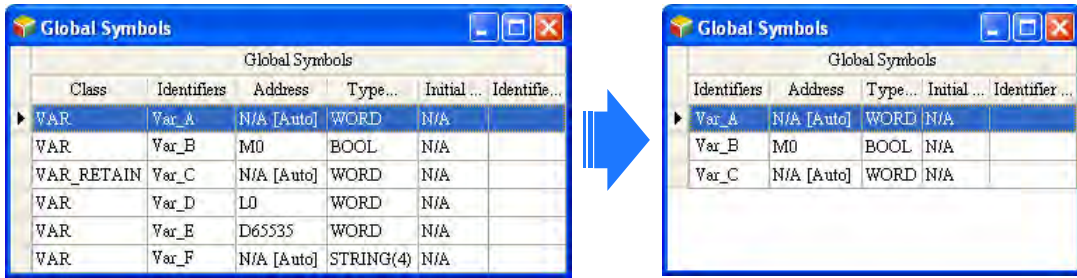 Global Symbols
Global Symbols
Class Identifiers Address Type... Initial ... Identifie...
VAR Var_A N/A [Auto] WORD N/A
VAR Var_B M0 BOOL N/A
VAR_RETAIN Var_C N/A [Auto] WORD N/A
VAR Var_D L0 WORD N/A
VAR Var_E D65535 WORD N/A
VAR Var_F N/A [Auto] STRING(4) N/A
Global Symbols
Global Symbols
Identifiers Address Type... Initial ... Identifier ...
Var_A N/A [Auto] WORD N/A
Var_B M0 BOOL N/A
Var_C N/A [Auto] WORD N/A